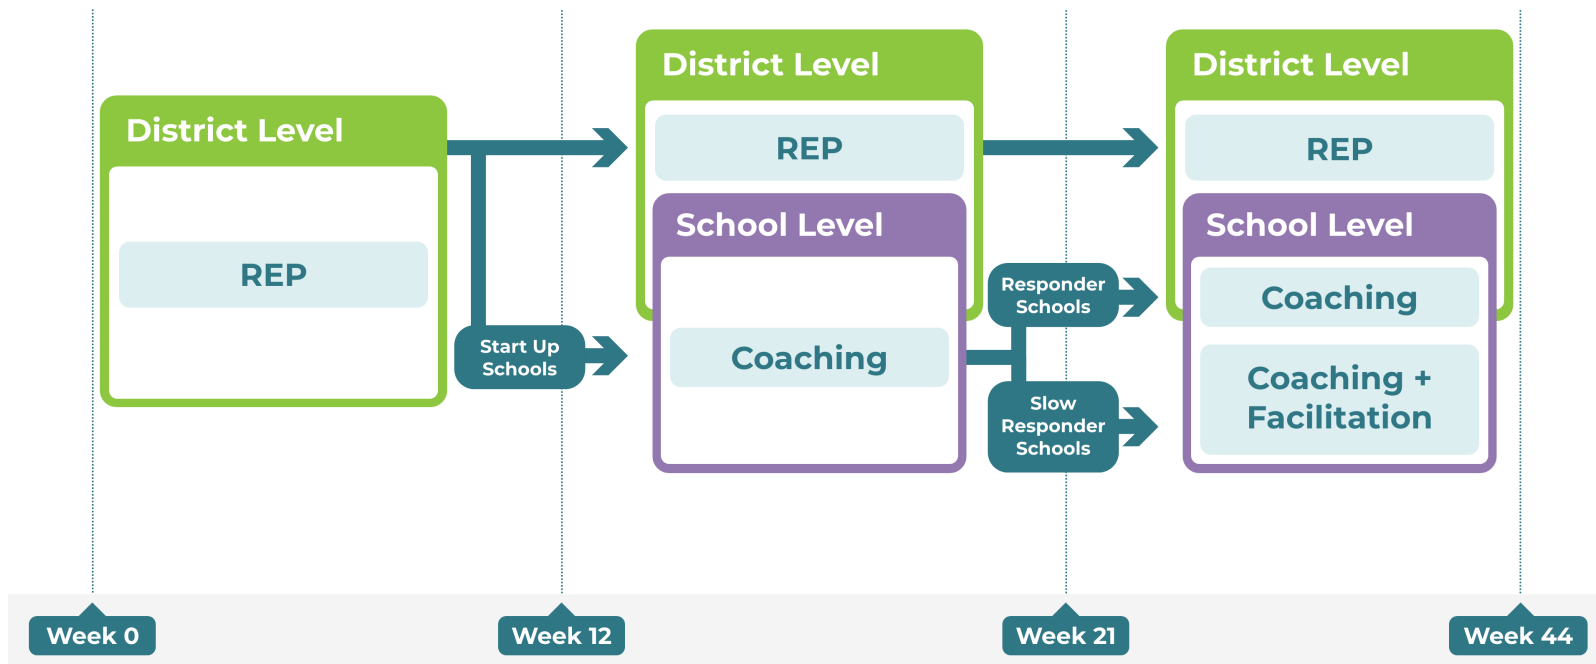 District Level
REP
Start Up
Schools
District Level
REP
School Level
Coaching
Responder
Schools
Slow
Responder
Schools
District Level
REP
School Level
Coaching
Coaching +
Facilitation
Week 0
Week 12
Week 21
Week 44